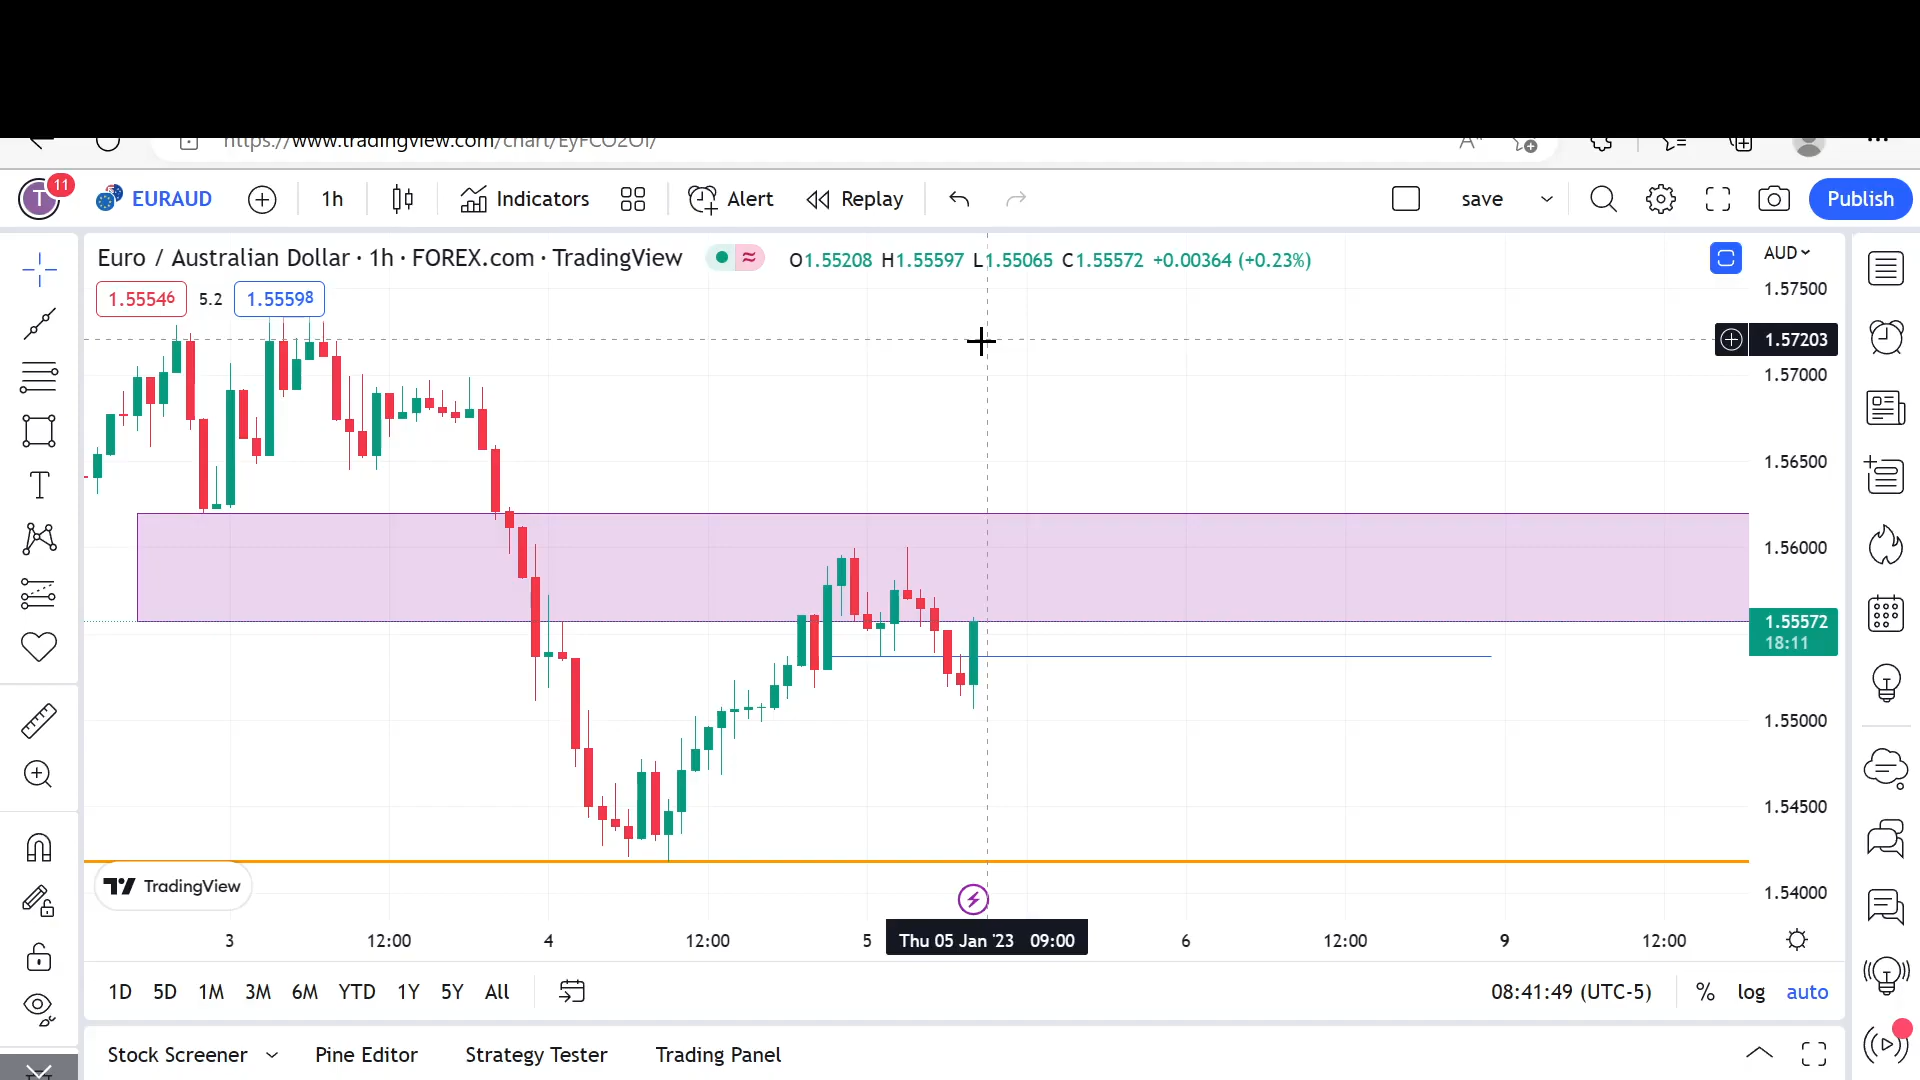 https://www.tradingview.com/chart/EyFCO2OI/
T 11 EURAUD 1h Indicators Alert Replay save Publish
Euro / Australian Dollar · 1h · FOREX.com · TradingView O1.55208 H1.55597 L1.55065 C1.55572 +0.00364 (+0.23%) AUD
1.57500
1.55546 5.2 1.55598
1.57203
1.57000
1.56500
1.56000
1.55572
18:11
1.55000
1.54500
TradingView
1.54000
3 12:00 4 12:00 5 Thu 05 Jan '23 09:00 6 12:00 9 12:00
1D 5D 1M 3M 6M YTD 1Y 5Y All 08:41:49 (UTC-5) % log auto
Stock Screener Pine Editor Strategy Tester Trading Panel